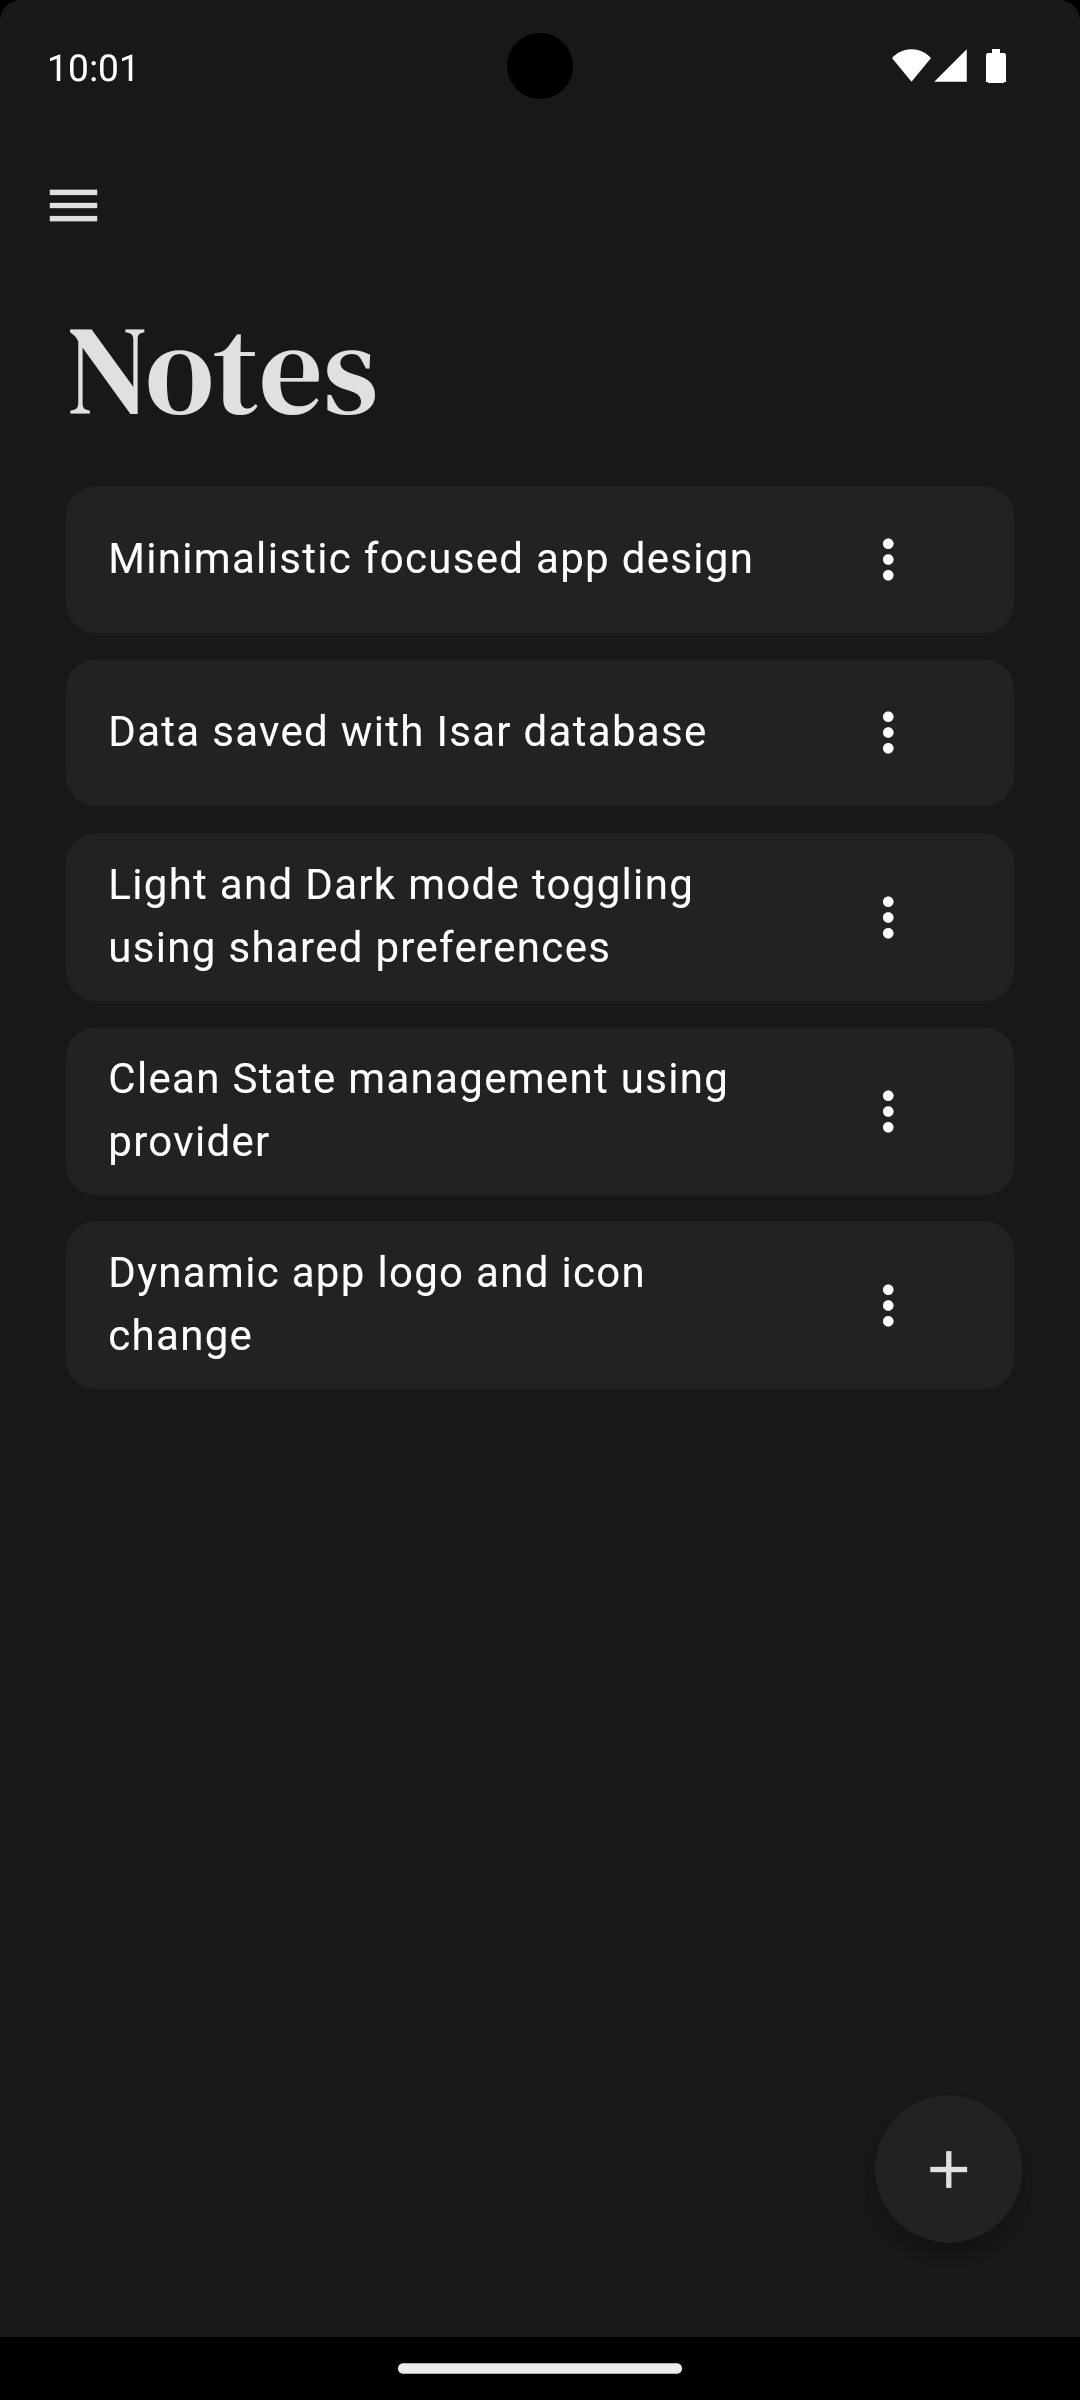 10:01
Notes
Minimalistic focused app design
Data saved with Isar database
Light and Dark mode toggling
using shared preferences
Clean State management using
provider
Dynamic app logo and icon
change